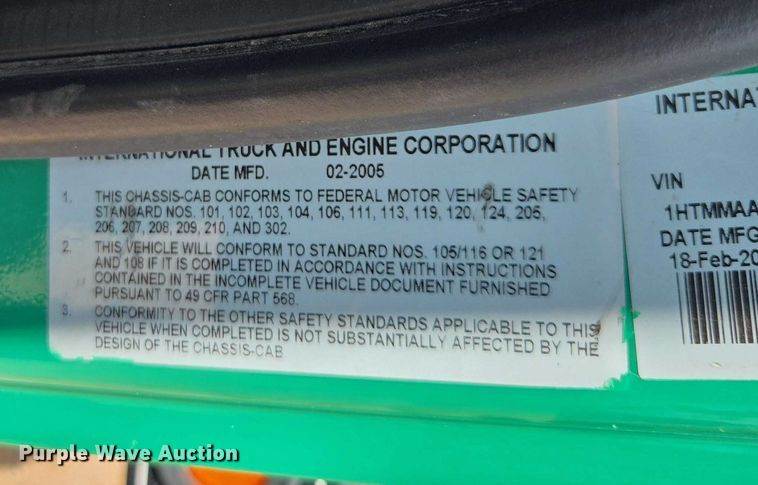 INTERNATIONAL TRUCK AND ENGINE CORPORATION
DATE MFD. 02-2005
1. THIS CHASSIS-CAB CONFORMS TO FEDERAL MOTOR VEHICLE SAFETY
STANDARD NOS. 101, 102, 103, 104, 106, 111, 113, 119, 120, 124, 205,
206, 207, 208, 209, 210, AND 302.
2. THIS VEHICLE WILL CONFORM TO STANDARD NOS. 105/116 OR 121
AND 108 IF IT IS COMPLETED IN ACCORDANCE WITH INSTRUCTIONS
CONTAINED IN THE INCOMPLETE VEHICLE DOCUMENT FURNISHED
PURSUANT TO 49 CFR PART 568.
3. CONFORMITY TO THE OTHER SAFETY STANDARDS APPLICABLE TO THIS
VEHICLE WHEN COMPLETED IS NOT SUBSTANTIALLY AFFECTED BY THE
DESIGN OF THE CHASSIS-CAB
INTERNA
VIN
1HTMMAA
DATE MFG
18-Feb-20
Purple Wave Auction